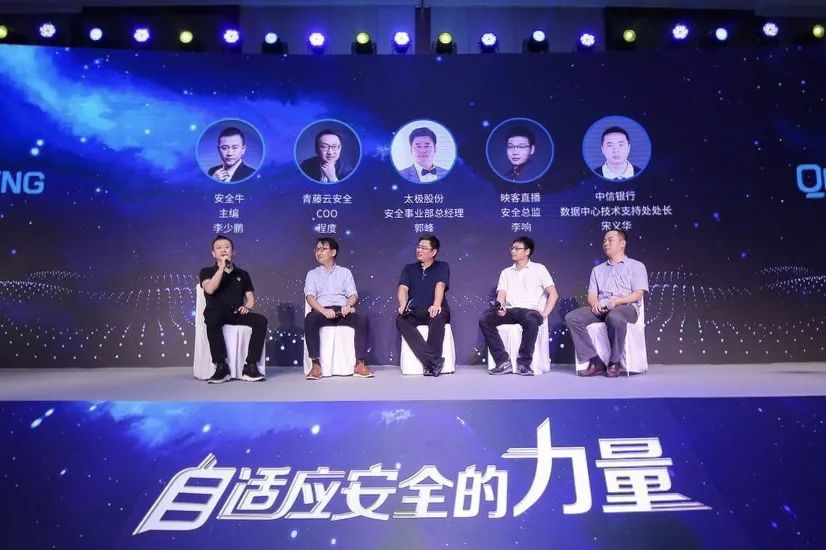 NG
Q
安全牛
主编
李少鹏
青藤云安全
COO
程度
太极股份
安全事业部总经理
郭峰
映客直播
安全总监
李响
中信银行
数据中心技术支持处处长
宋义华
自适应安全的力量